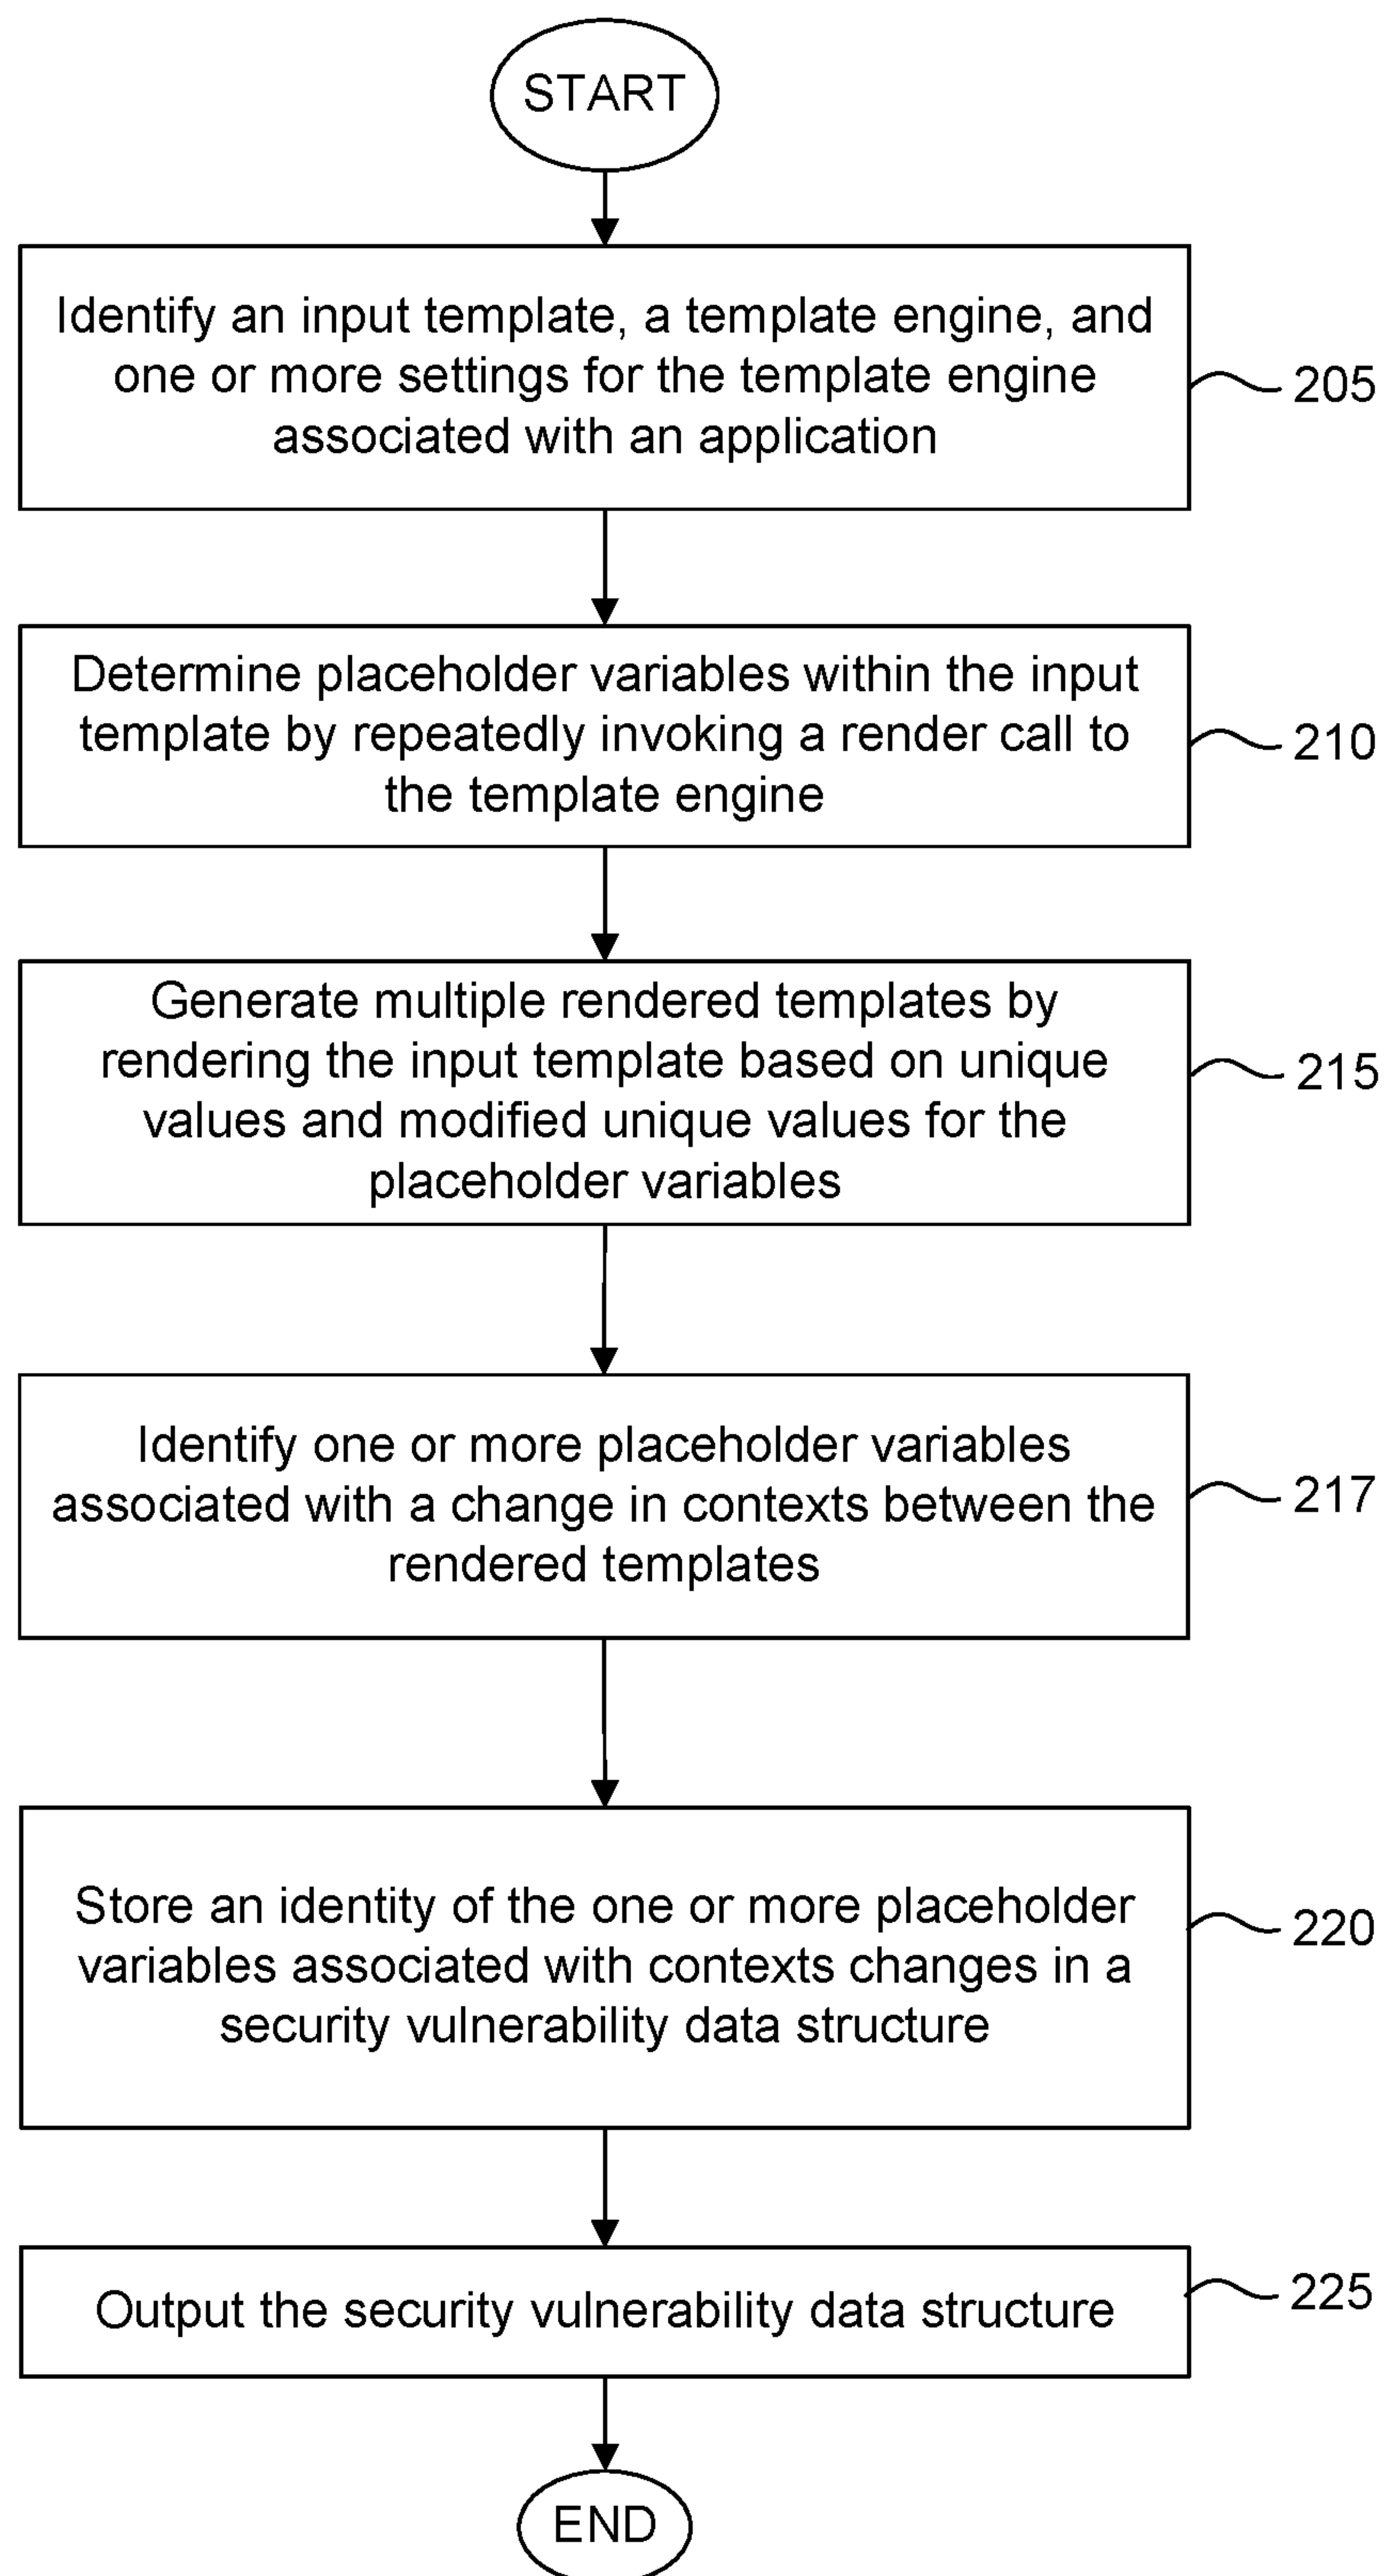 START
Identify an input template, a template engine, and
one or more settings for the template engine
associated with an application
205
Determine placeholder variables within the input
template by repeatedly invoking a render call to
the template engine
210
Generate multiple rendered templates by
rendering the input template based on unique
values and modified unique values for the
placeholder variables
215
Identify one or more placeholder variables
associated with a change in contexts between the
rendered templates
217
Store an identity of the one or more placeholder
variables associated with contexts changes in a
security vulnerability data structure
220
Output the security vulnerability data structure
225
END